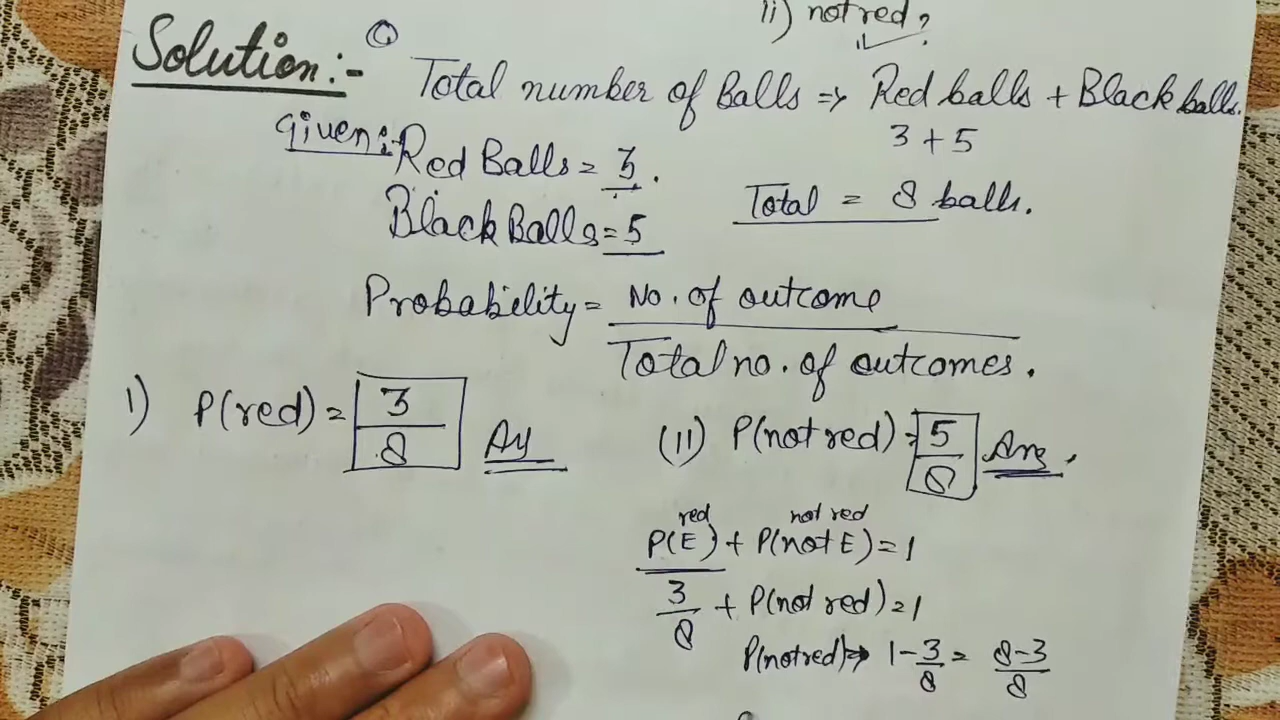 ii) not red?
Solution:-
Total number of Balls ⇒ Red balls + Black balls.
3 + 5
Given:
Red Balls = 3.
Total = 8 balls.
Black Balls = 5
Probability = No. of outcome
Total no. of outcomes.
i) P(red) = 3/8 Ans
(ii) P(not red) = 5/8 Ans.
red not red
P(E) + P(not E) = 1
3/8 + P(not red) = 1
P(not red) ⇒ 1 - 3/8 = 8-3/8